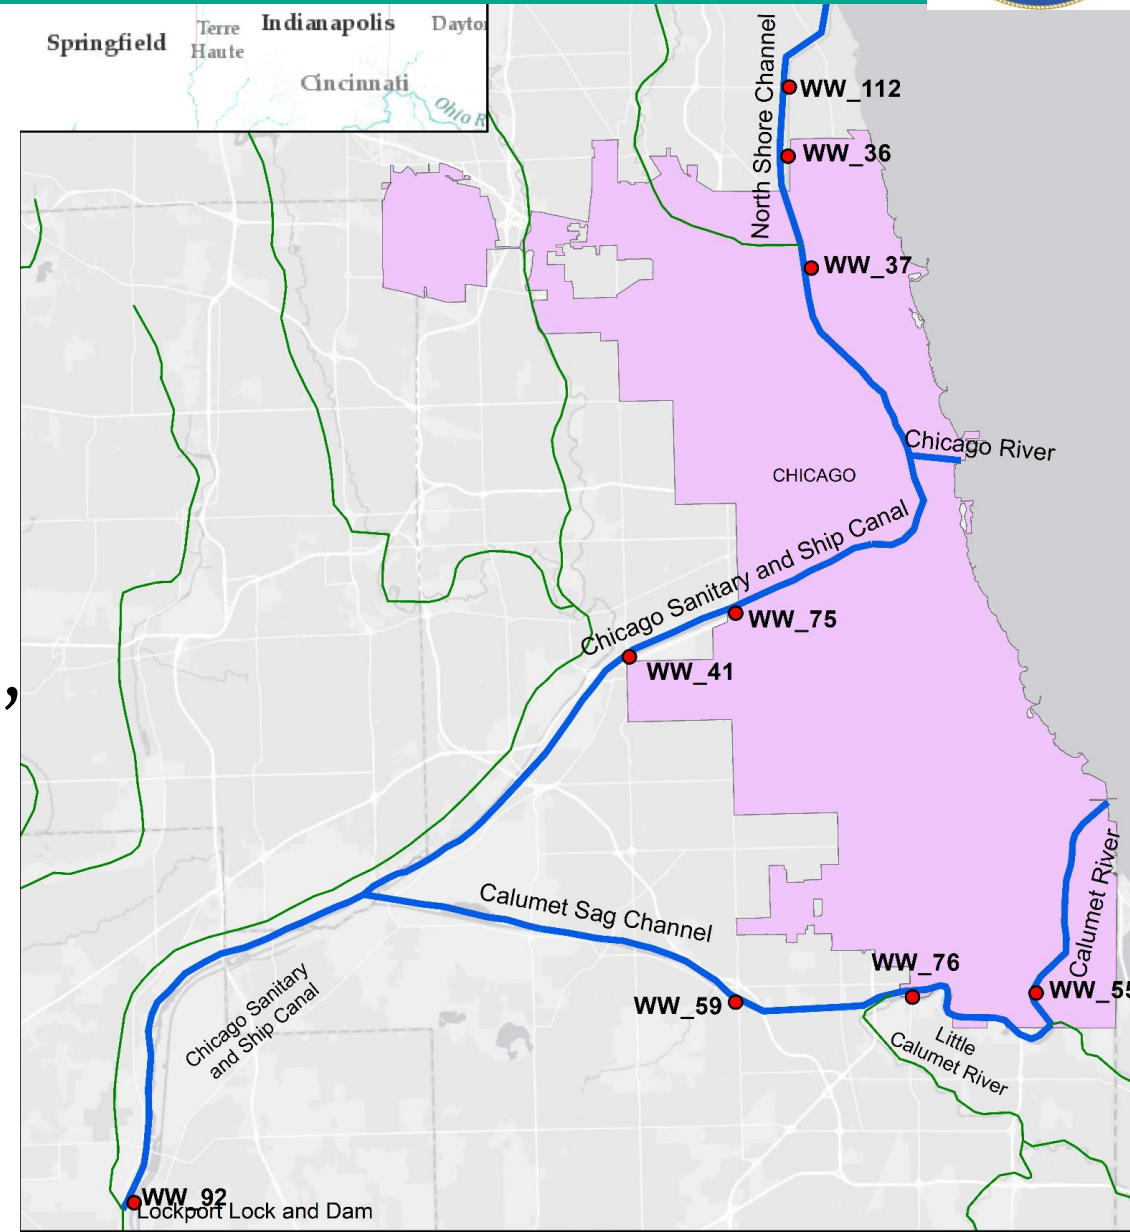 Springfield
Terre
Haute
Indianapolis
Cincinnati
North Shore Channel
WW_112
WW_36
WW_37
Chicago River
CHICAGO
Chicago Sanitary and Ship Canal
WW_75
,
WW_41
Calumet River
Calumet Sag Channel
WW_76
WW_59
WW_55
Little
Calumet River
Chicago Sanitary
and Ship Canal
WW_92
Lockport Lock and Dam